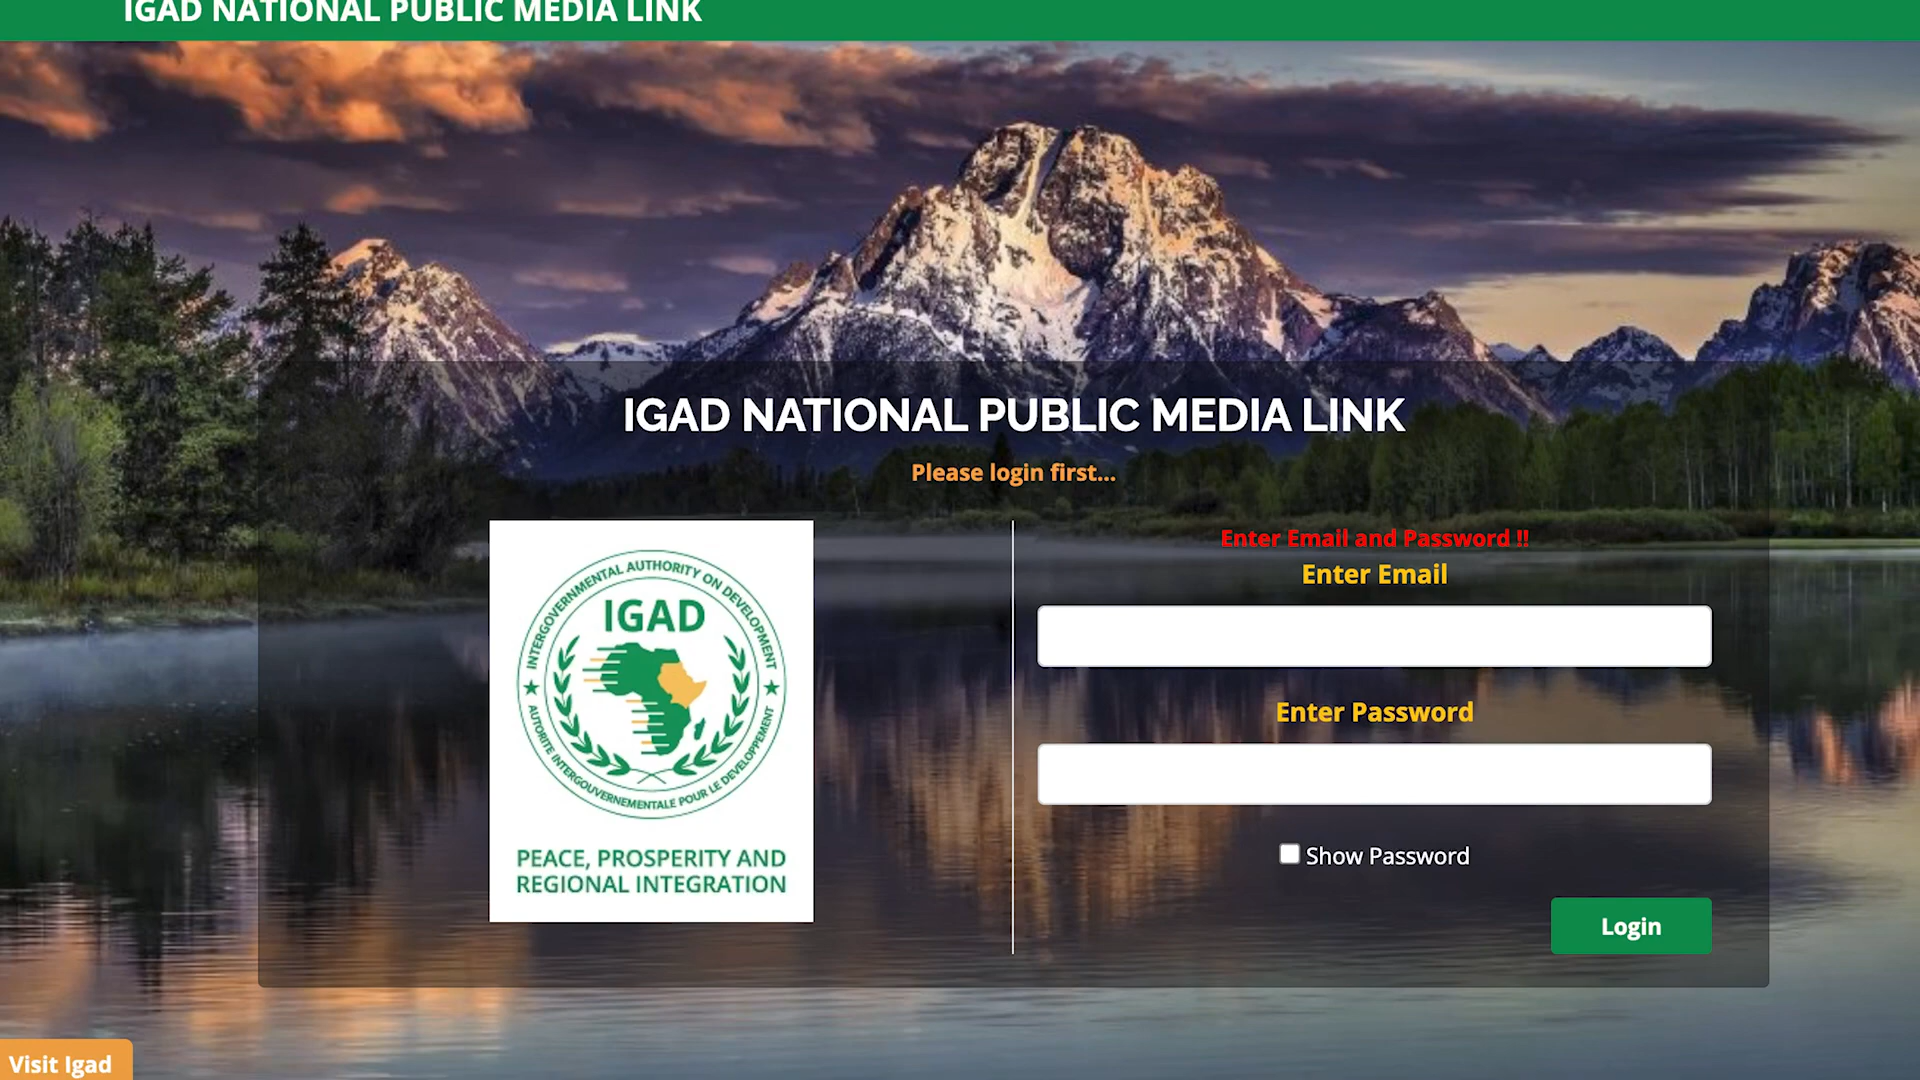 IGAD NATIONAL PUBLIC MEDIA LINK
IGAD NATIONAL PUBLIC MEDIA LINK
Please login first...
INTERGOVERNMENTAL AUTHORITY ON DEVELOPMENT
IGAD
AUTORITE INTERGOUVERNEMENTALE POUR LE DEVELOPPEMENT
PEACE, PROSPERITY AND
REGIONAL INTEGRATION
Enter Email and Password !!
Enter Email
Enter Password
Show Password
Login
Visit Igad